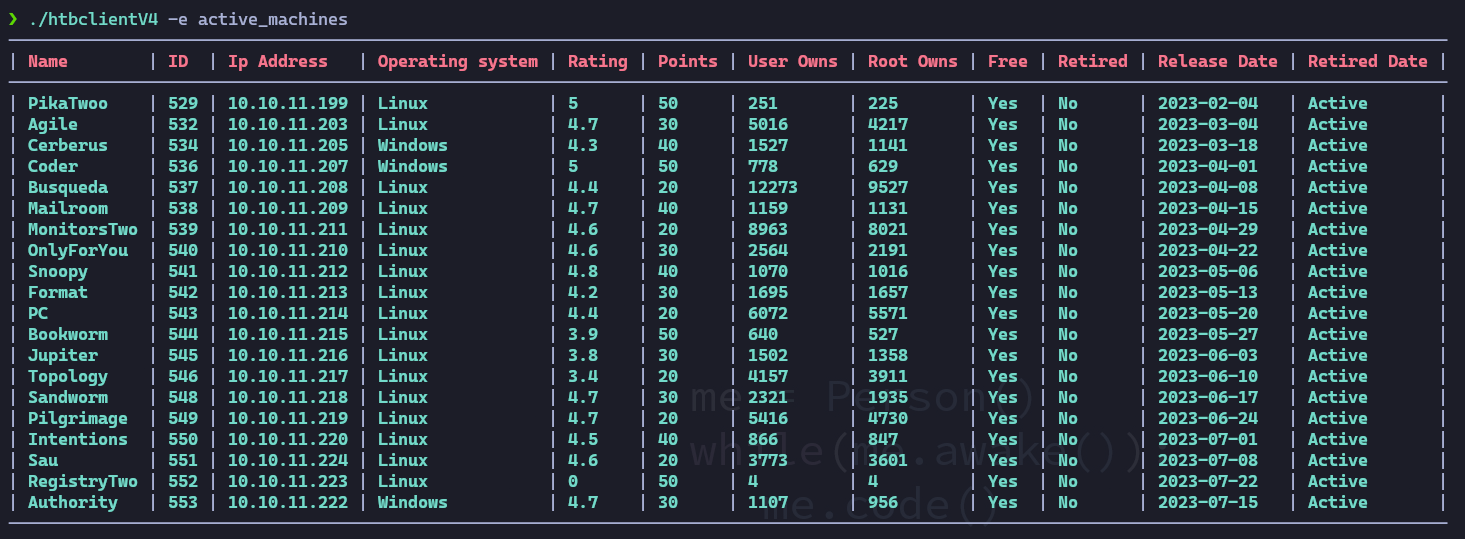 ❯ ./htbclientV4 -e active_machines
| Name | ID | Ip Address | Operating system | Rating | Points | User Owns | Root Owns | Free | Retired | Release Date | Retired Date |
| PikaTwoo | 529 | 10.10.11.199 | Linux | 5 | 50 | 251 | 225 | Yes | No | 2023-02-04 | Active |
| Agile | 532 | 10.10.11.203 | Linux | 4.7 | 30 | 5016 | 4217 | Yes | No | 2023-03-04 | Active |
| Cerberus | 534 | 10.10.11.205 | Windows | 4.3 | 40 | 1527 | 1141 | Yes | No | 2023-03-18 | Active |
| Coder | 536 | 10.10.11.207 | Windows | 5 | 50 | 778 | 629 | Yes | No | 2023-04-01 | Active |
| Busqueda | 537 | 10.10.11.208 | Linux | 4.4 | 20 | 12273 | 9527 | Yes | No | 2023-04-08 | Active |
| Mailroom | 538 | 10.10.11.209 | Linux | 4.7 | 40 | 1159 | 1131 | Yes | No | 2023-04-15 | Active |
| MonitorsTwo | 539 | 10.10.11.211 | Linux | 4.6 | 20 | 8963 | 8021 | Yes | No | 2023-04-29 | Active |
| OnlyForYou | 540 | 10.10.11.210 | Linux | 4.6 | 30 | 2564 | 2191 | Yes | No | 2023-04-22 | Active |
| Snoopy | 541 | 10.10.11.212 | Linux | 4.8 | 40 | 1070 | 1016 | Yes | No | 2023-05-06 | Active |
| Format | 542 | 10.10.11.213 | Linux | 4.2 | 30 | 1695 | 1657 | Yes | No | 2023-05-13 | Active |
| PC | 543 | 10.10.11.214 | Linux | 4.4 | 20 | 6072 | 5571 | Yes | No | 2023-05-20 | Active |
| Bookworm | 544 | 10.10.11.215 | Linux | 3.9 | 50 | 640 | 527 | Yes | No | 2023-05-27 | Active |
| Jupiter | 545 | 10.10.11.216 | Linux | 3.8 | 30 | 1502 | 1358 | Yes | No | 2023-06-03 | Active |
| Topology | 546 | 10.10.11.217 | Linux | 3.4 | 20 | 4157 | 3911 | Yes | No | 2023-06-10 | Active |
| Sandworm | 548 | 10.10.11.218 | Linux | 4.7 | 30 | 2321 | 1935 | Yes | No | 2023-06-17 | Active |
| Pilgrimage | 549 | 10.10.11.219 | Linux | 4.7 | 20 | 5416 | 4730 | Yes | No | 2023-06-24 | Active |
| Intentions | 550 | 10.10.11.220 | Linux | 4.5 | 40 | 866 | 847 | Yes | No | 2023-07-01 | Active |
| Sau | 551 | 10.10.11.224 | Linux | 4.6 | 20 | 3773 | 3601 | Yes | No | 2023-07-08 | Active |
| RegistryTwo | 552 | 10.10.11.223 | Linux | 0 | 50 | 4 | 4 | Yes | No | 2023-07-22 | Active |
| Authority | 553 | 10.10.11.222 | Windows | 4.7 | 30 | 1107 | 956 | Yes | No | 2023-07-15 | Active |
me = Person()
while(me.awake())
me.code()